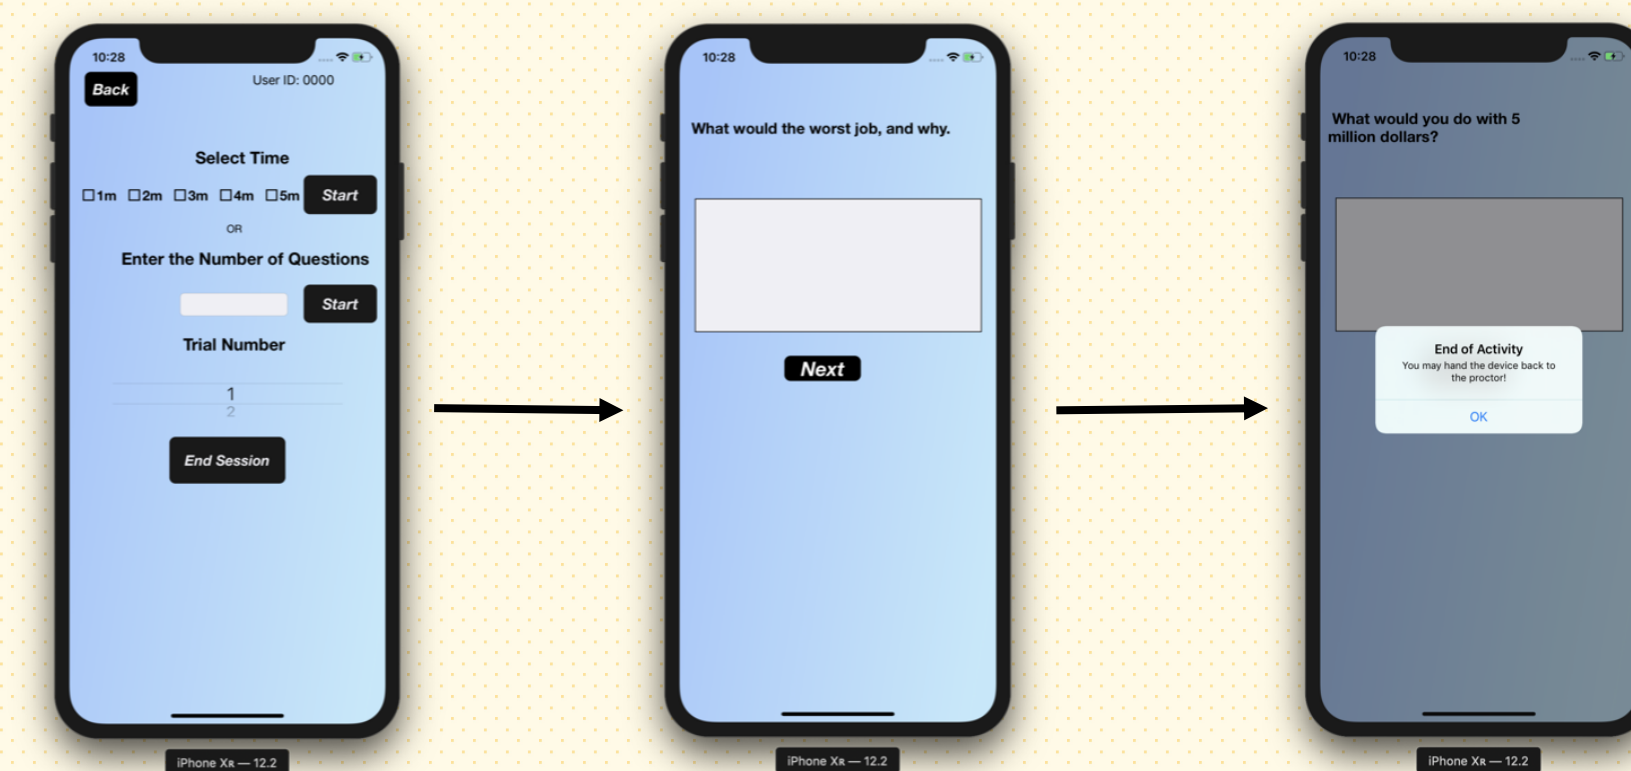 10:28
Back
User ID: 0000
Select Time
1m 2m 3m 4m 5m Start
OR
Enter the Number of Questions
Start
Trial Number
1
2
End Session
iPhone XR — 12.2
10:28
What would the worst job, and why.
Next
iPhone XR — 12.2
10:28
What would you do with 5
million dollars?
End of Activity
You may hand the device back to
the proctor!
OK
iPhone XR — 12.2